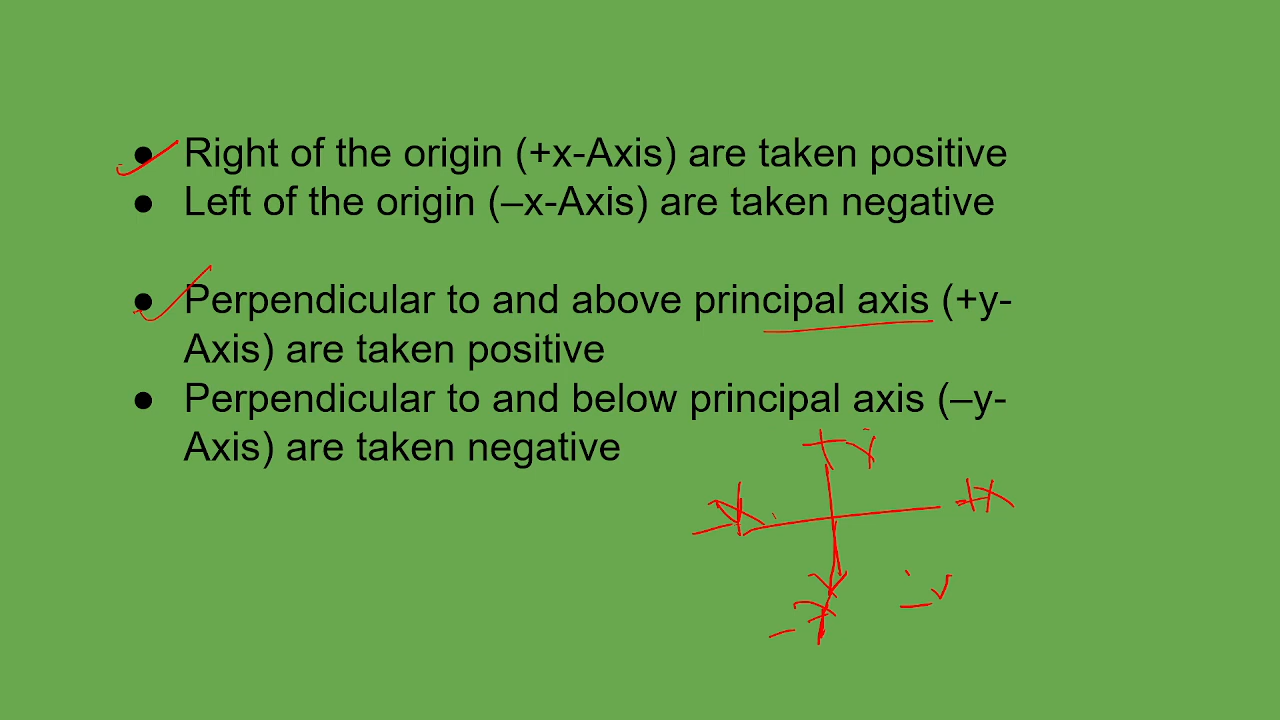 ● Right of the origin (+x-Axis) are taken positive
● Left of the origin (–x-Axis) are taken negative
● Perpendicular to and above principal axis (+y-
Axis) are taken positive
● Perpendicular to and below principal axis (–y-
Axis) are taken negative
+y
-x +x
-y